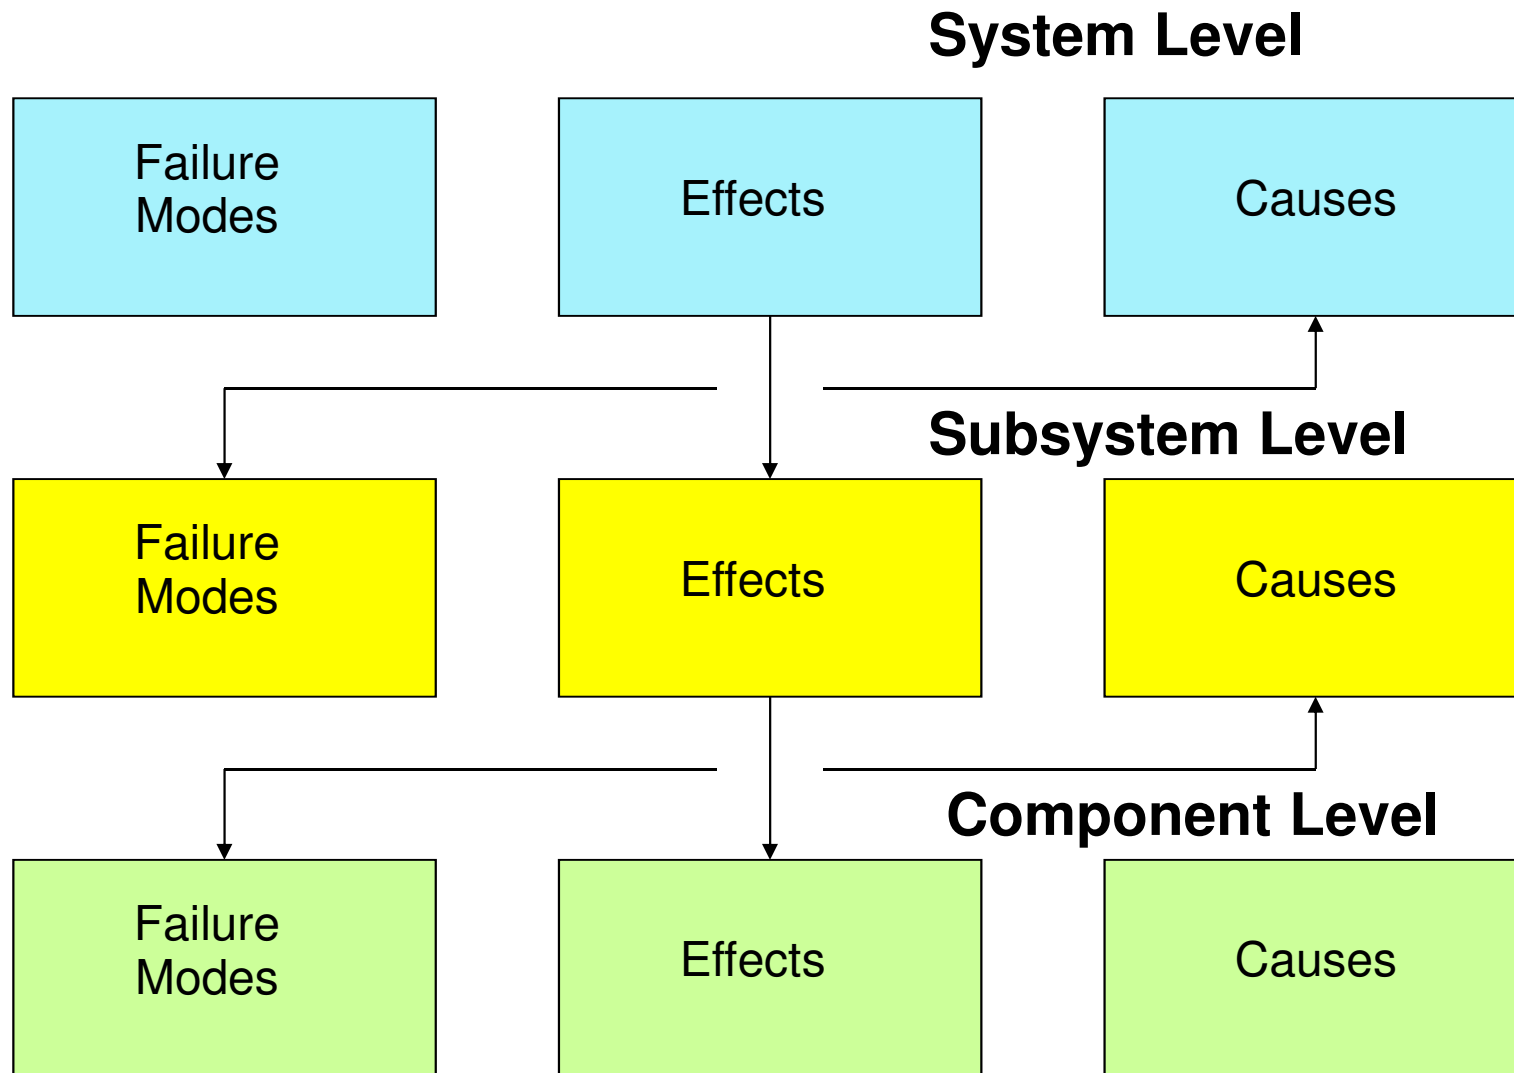 System Level
Failure
Modes
Effects
Causes
Subsystem Level
Failure
Modes
Effects
Causes
Component Level
Failure
Modes
Effects
Causes